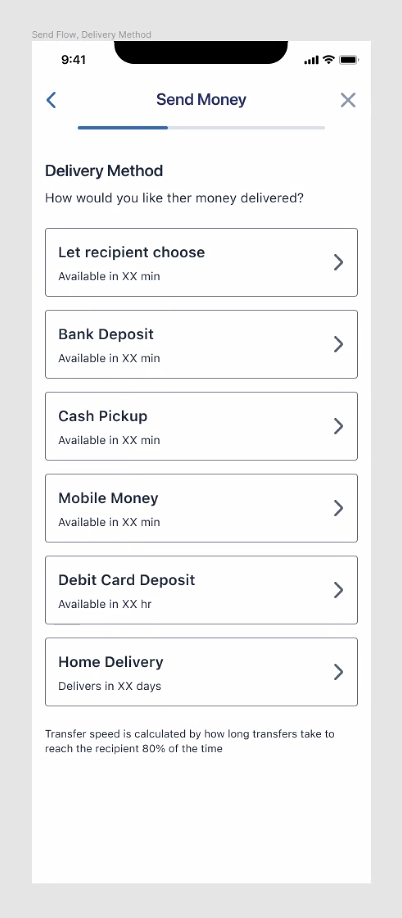 Send Flow, Delivery Method
9:41
Send Money
Delivery Method
How would you like ther money delivered?
Let recipient choose
Available in XX min
Bank Deposit
Available in XX min
Cash Pickup
Available in XX min
Mobile Money
Available in XX min
Debit Card Deposit
Available in XX hr
Home Delivery
Delivers in XX days
Transfer speed is calculated by how long transfers take to
reach the recipient 80% of the time